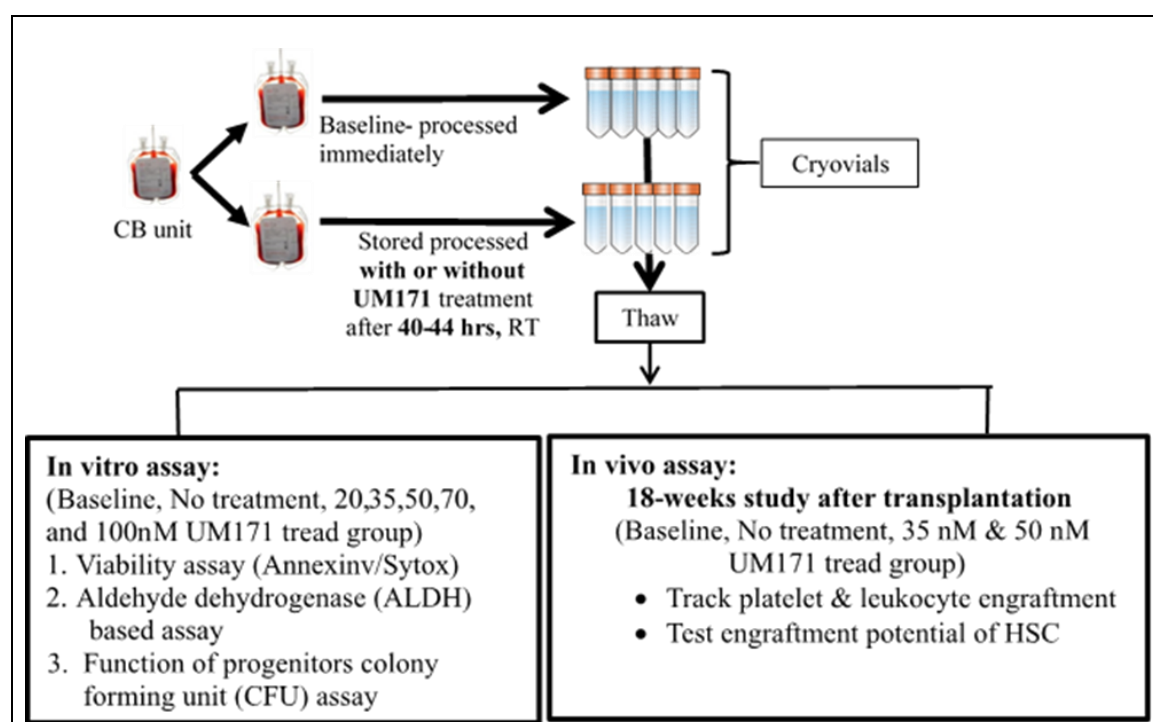 Baseline- processed
immediately
Cryovials
CB unit
Stored processed
with or without
UM171 treatment
after 40-44 hrs, RT
Thaw
In vitro assay:
(Baseline, No treatment, 20,35,50,70,
and 100nM UM171 tread group)
1. Viability assay (Annexinv/Sytox)
2. Aldehyde dehydrogenase (ALDH)
based assay
3. Function of progenitors colony
forming unit (CFU) assay
In vivo assay:
18-weeks study after transplantation
(Baseline, No treatment, 35 nM & 50 nM
UM171 tread group)
• Track platelet & leukocyte engraftment
• Test engraftment potential of HSC